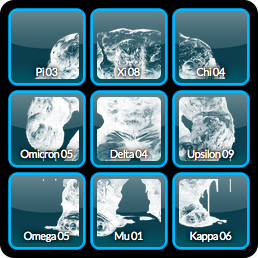 Pi 03
Xi 08
Chi 04
Omicron 05
Delta 04
Upsilon 09
Omega 05
Mu 01
Kappa 06